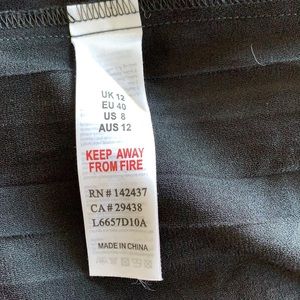 UK 12
EU 40
US 8
AUS 12
KEEP AWAY
FROM FIRE
RN # 142437
CA # 29438
L6657D10A
MADE IN CHINA